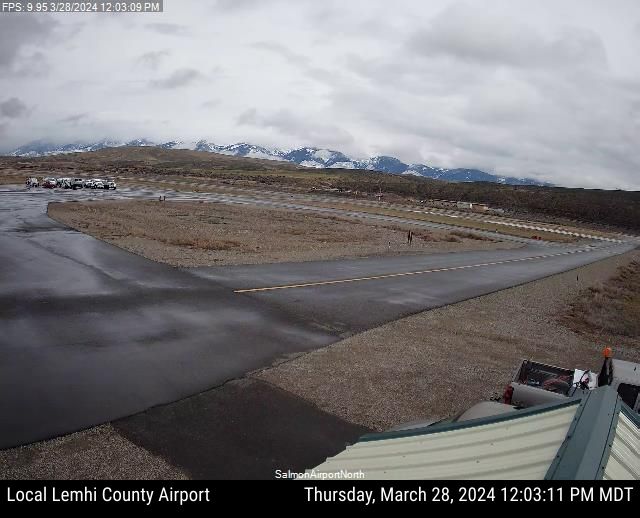 FPS: 9.95 3/28/2024 12:03:09 PM
SalmonAirportNorth
Local Lemhi County Airport
Thursday, March 28, 2024 12:03:11 PM MDT